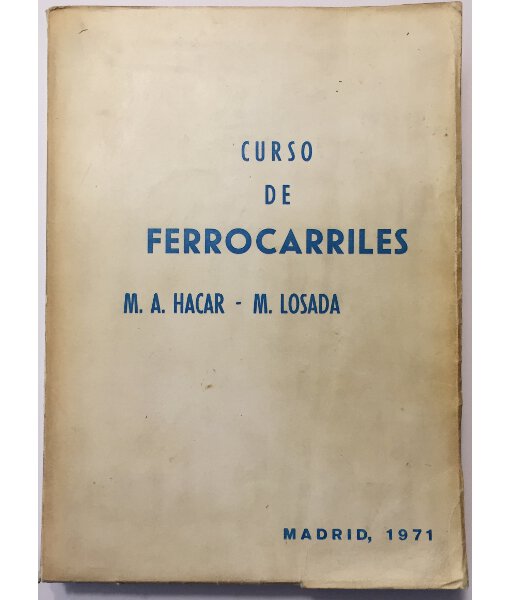 CURSO
DE
FERROCARRILES
M. A. HACAR - M. LOSADA
MADRID, 1971